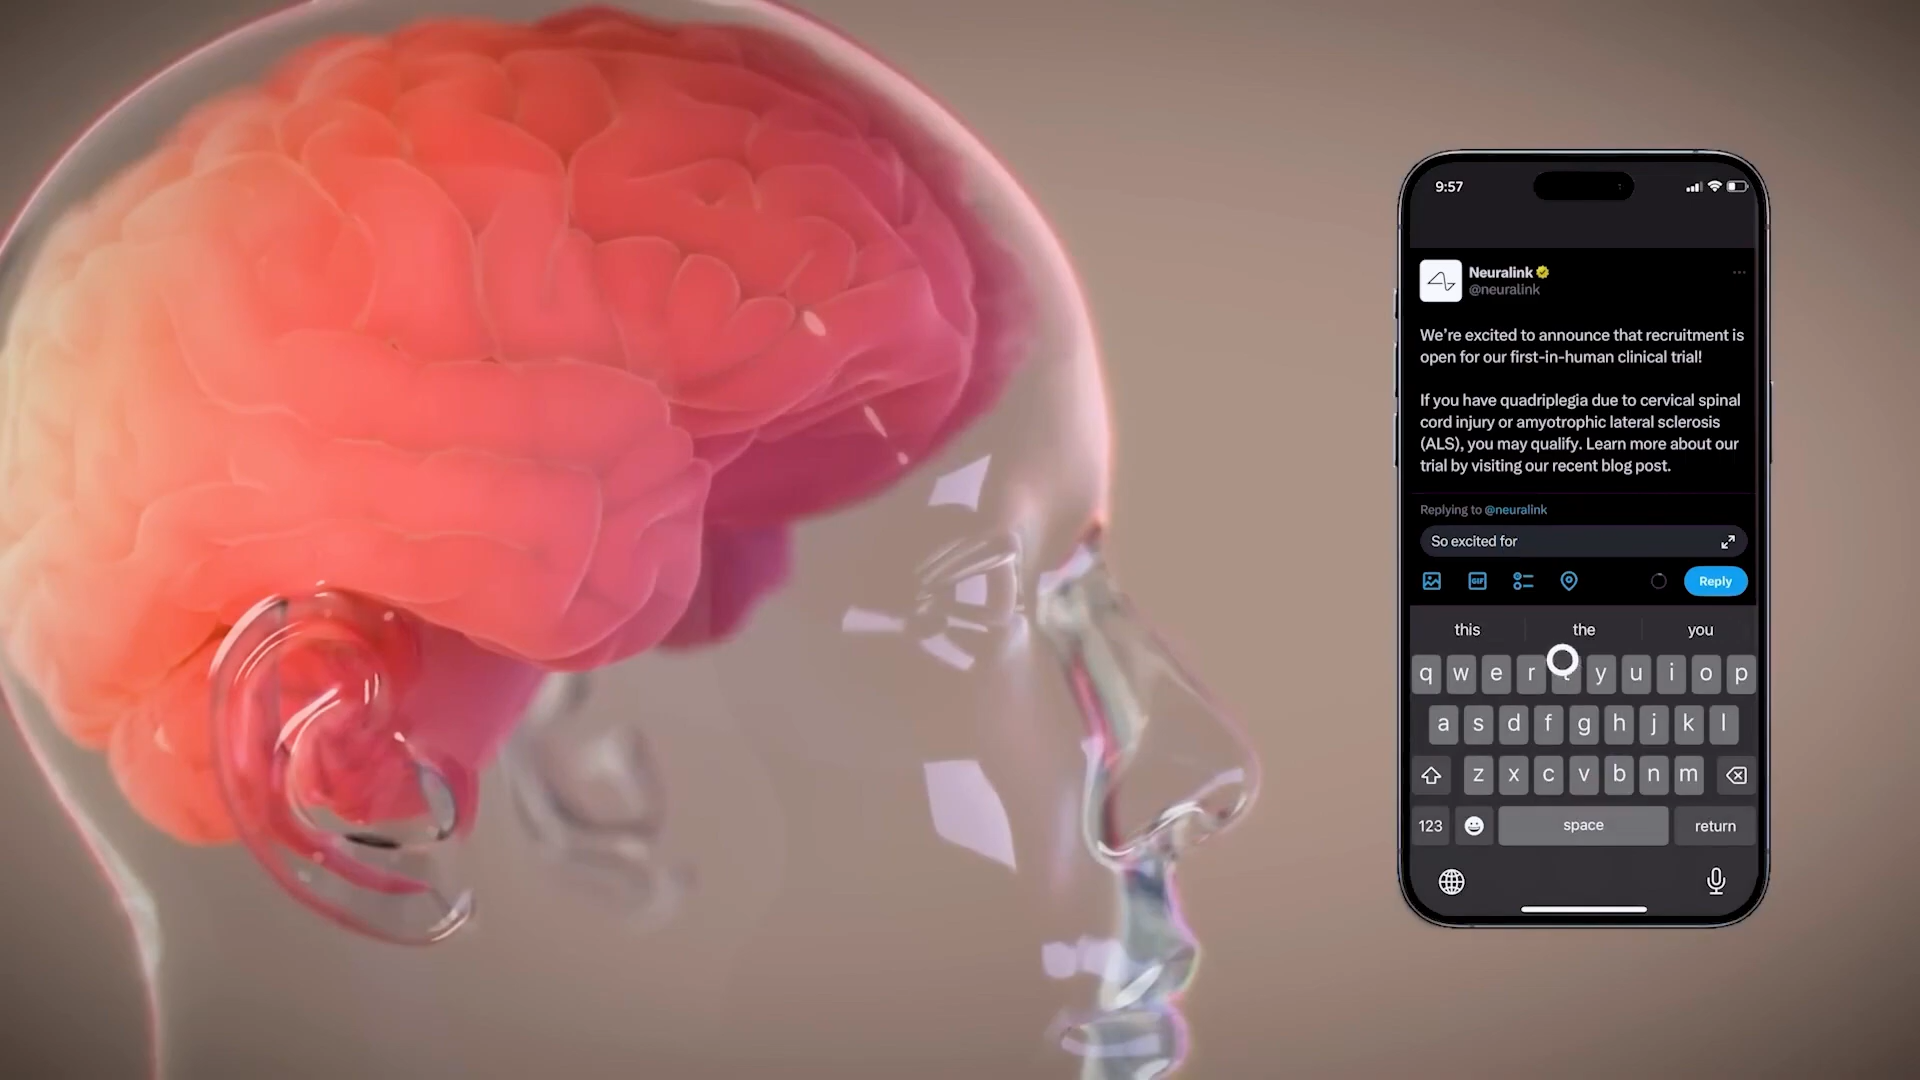 9:57
Neuralink
@neuralink
We're excited to announce that recruitment is
open for our first-in-human clinical trial!
If you have quadriplegia due to cervical spinal
cord injury or amyotrophic lateral sclerosis
(ALS), you may qualify. Learn more about our
trial by visiting our recent blog post.
Replying to @neuralink
So excited for
GIF
Reply
this the you
q w e r t y u i o p
a s d f g h j k l
z x c v b n m
123 space return